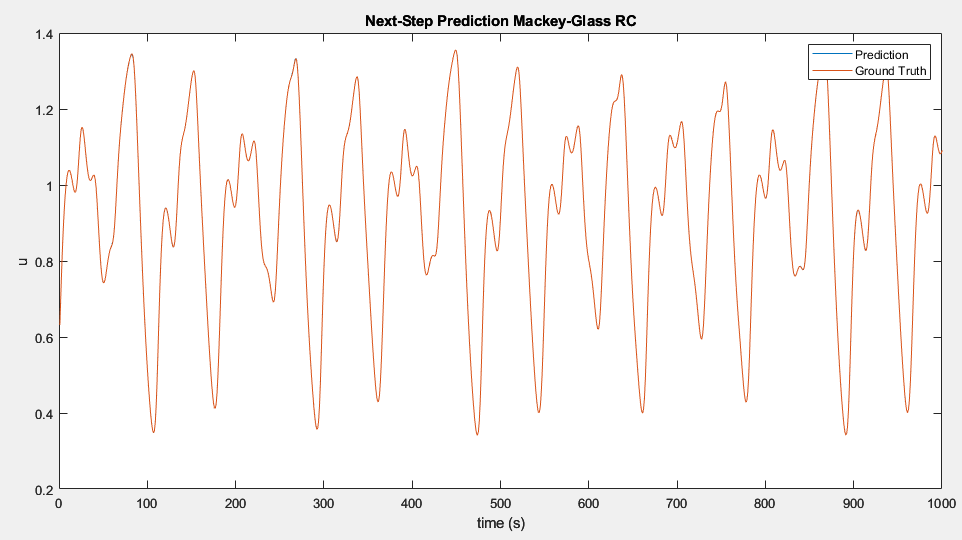 Next-Step Prediction Mackey-Glass RC
Prediction
Ground Truth
1.4
1.2
1
0.8
0.6
0.4
0.2
u
0 100 200 300 400 500 600 700 800 900 1000
time (s)